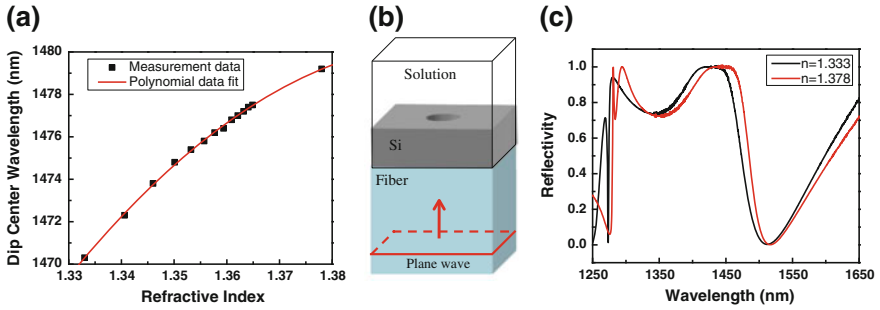 (a)
Dip Center Wavelength (nm)
1480
1478
1476
1474
1472
1470
Measurement data
Polynomial data fit
1.33
1.34
1.35
1.36
1.37
1.38
Refractive Index
(b)
Solution
Si
Fiber
Plane wave
(c)
Reflectivity
1.0
0.8
0.6
0.4
0.2
0.0
n=1.333
n=1.378
1250
1350
1450
1550
1650
Wavelength (nm)